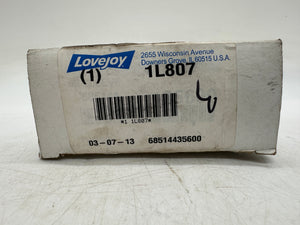 Lovejoy
2655 Wisconsin Avenue
Downers Grove, IL 60515 U.S.A.
(1) 1L807
*1 1L807*
03-07-13 68514435600